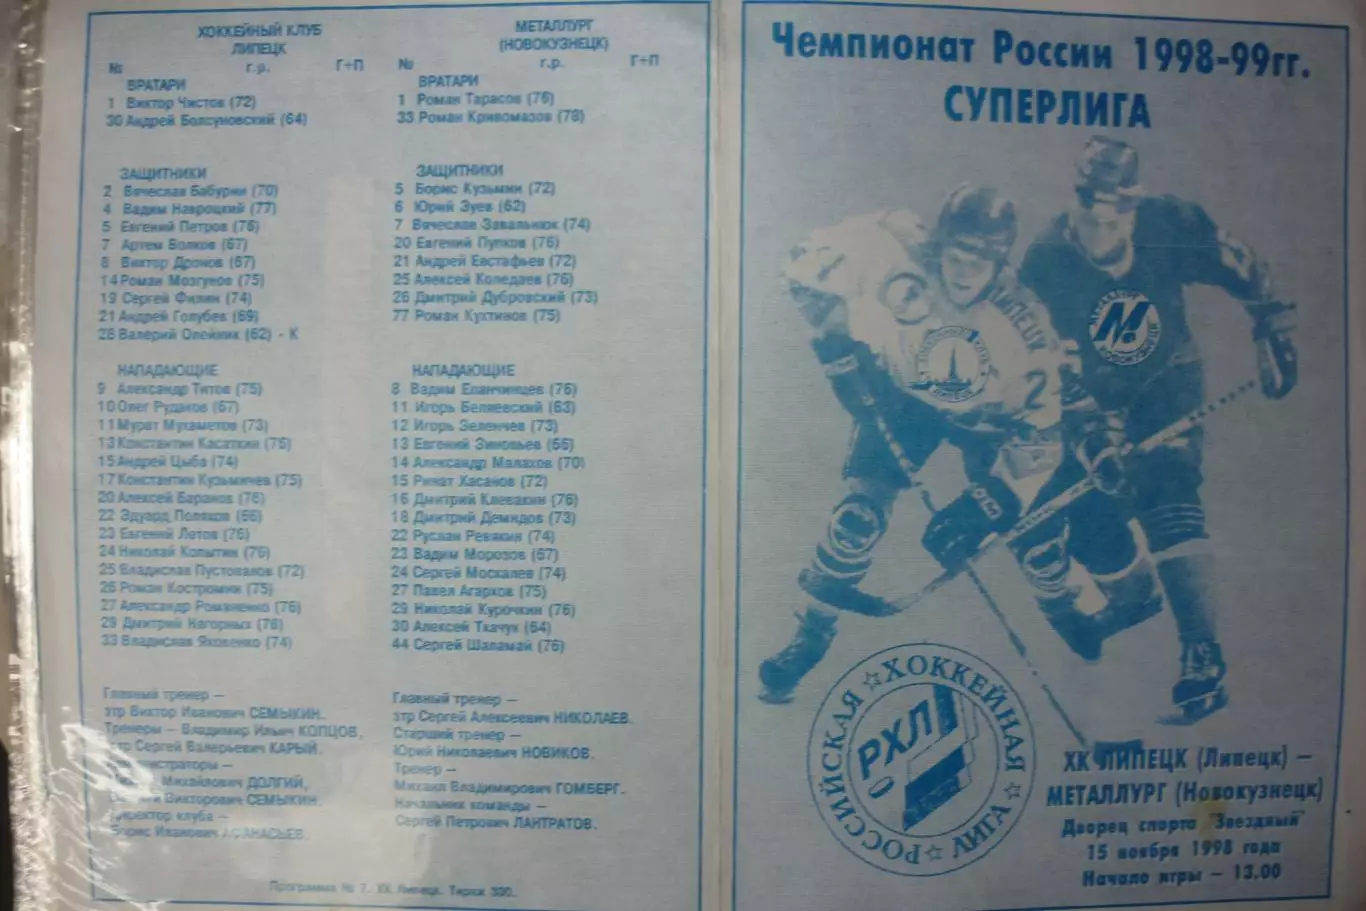 ХОККЕЙНЫЙ КЛУБ
ЛИПЕЦК
№ г.р. Г+П
ВРАТАРИ
1 Виктор Чистов (72)
30 Андрей Болсуновский (64)
ЗАЩИТНИКИ
2 Вячеслав Бабурин (70)
4 Вадим Навроцкий (77)
5 Евгений Петров (76)
7 Артем Волков (67)
8 Виктор Дронов (67)
14 Роман Мозгунов (75)
19 Сергей Филин (74)
21 Андрей Голубев (69)
28 Валерий Олейник (62) - К
НАПАДАЮЩИЕ
9 Александр Титов (75)
10 Олег Рудаков (67)
11 Мурат Мухаметов (73)
13 Константин Касаткин (76)
15 Андрей Цыба (74)
17 Константин Кузьмичев (75)
20 Алексей Баранов (76)
22 Эдуард Поляков (66)
23 Евгений Летов (76)
24 Николай Копытин (76)
25 Владислав Пустовалов (72)
26 Роман Костромин (75)
27 Александр Романенко (76)
29 Дмитрий Нагорных (76)
33 Владислав Яковенко (74)
Главный тренер –
зтр Виктор Иванович СЕМЫКИН.
Тренеры – Владимир Ильич КОПЦОВ,
зтр Сергей Валерьевич КАРЫЙ.
Михайлович ДОЛГИЙ,
Викторович СЕМЫКИН.
Директор клуба –
Борис Иванович АФАНАСЬЕВ.
МЕТАЛЛУРГ
(НОВОКУЗНЕЦК)
№ г.р. Г+П
ВРАТАРИ
1 Роман Тарасов (76)
33 Роман Кривомазов (78)
ЗАЩИТНИКИ
5 Борис Кузьмин (72)
6 Юрий Зуев (62)
7 Вячеслав Завальнюк (74)
20 Евгений Пупков (76)
21 Андрей Евстафьев (72)
25 Алексей Коледаев (76)
26 Дмитрий Дубровский (73)
77 Роман Кухтинов (75)
НАПАДАЮЩИЕ
8 Вадим Епанчинцев (76)
11 Игорь Беляевский (63)
12 Игорь Зеленчев (73)
13 Евгений Зиновьев (66)
14 Александр Малахов (70)
15 Ринат Хасанов (72)
16 Дмитрий Клевакин (76)
18 Дмитрий Демидов (73)
22 Руслан Ревякин (74)
23 Вадим Морозов (67)
24 Сергей Москалев (74)
27 Павел Агарков (75)
29 Николай Курочкин (76)
30 Алексей Ткачук (64)
44 Сергей Шаламай (76)
Главный тренер –
зтр Сергей Алексеевич НИКОЛАЕВ.
Старший тренер –
Юрий Николаевич НОВИКОВ.
Тренер –
Михаил Владимирович ГОМБЕРГ.
Начальник команды –
Сергей Петрович ЛАНТРАТОВ.
Программа № 7. ХК Липецк. Тираж 300.
Чемпионат России 1998-99гг.
СУПЕРЛИГА
ЛИПЕЦК
2
ЛИПЕЦК
МЕТАЛЛУРГ
М
НОВОКУЗНЕЦК
РОССИЙСКАЯ ☆ ХОККЕЙНАЯ ☆ ЛИГА ☆
РХЛ
ХК ЛИПЕЦК (Липецк) –
МЕТАЛЛУРГ (Новокузнецк)
Дворец спорта "Звездный"
15 ноября 1998 года
Начало игры – 13.00